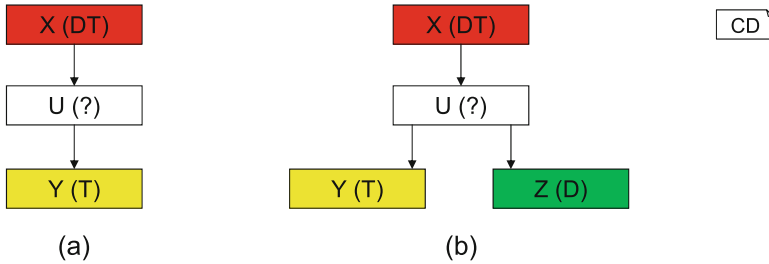 X (DT)
U (?)
Y (T)
(a)
X (DT)
U (?)
Y (T)
Z (D)
(b)
CD